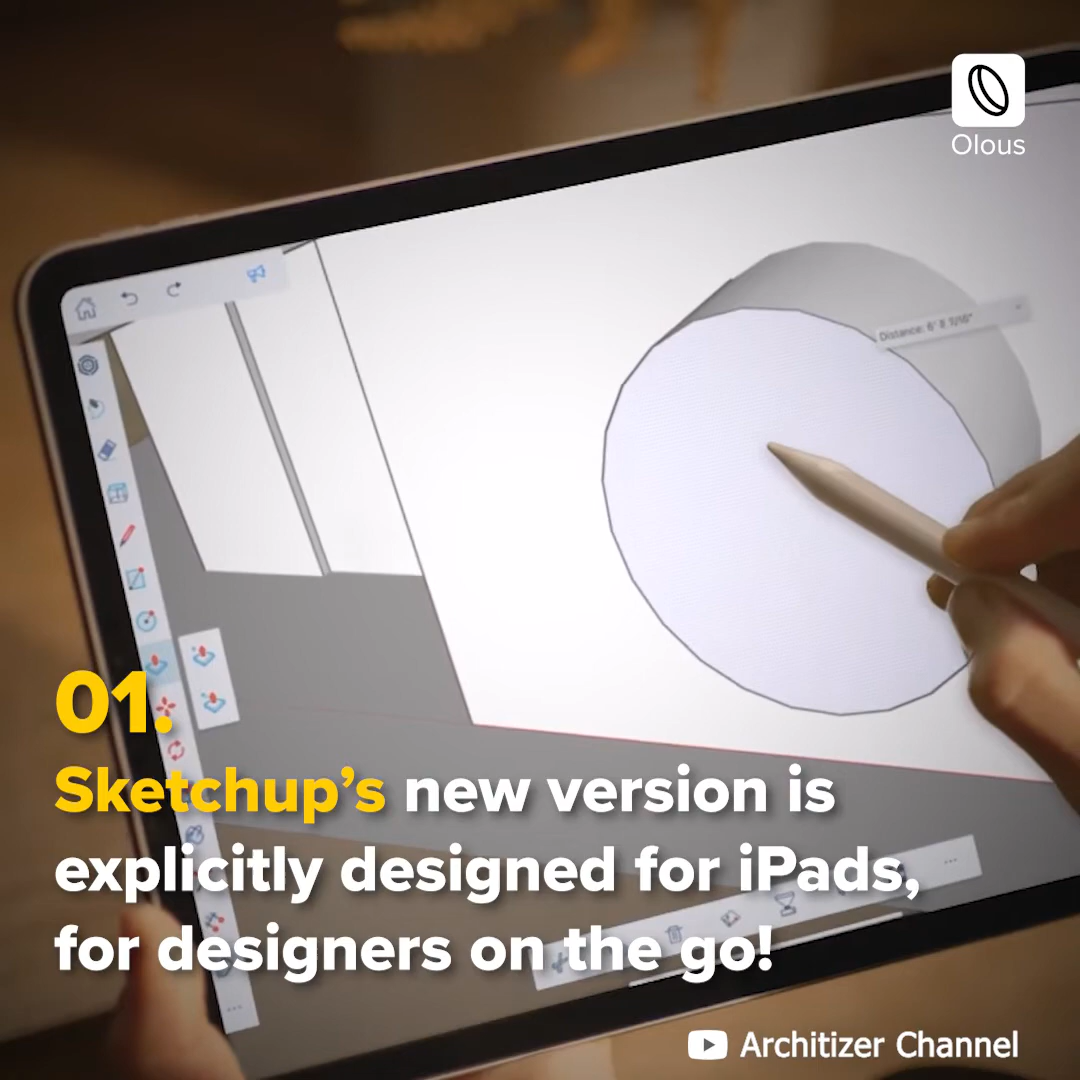 Olous
01.
Sketchup’s new version is
explicitly designed for iPads,
for designers on the go!
Architizer Channel